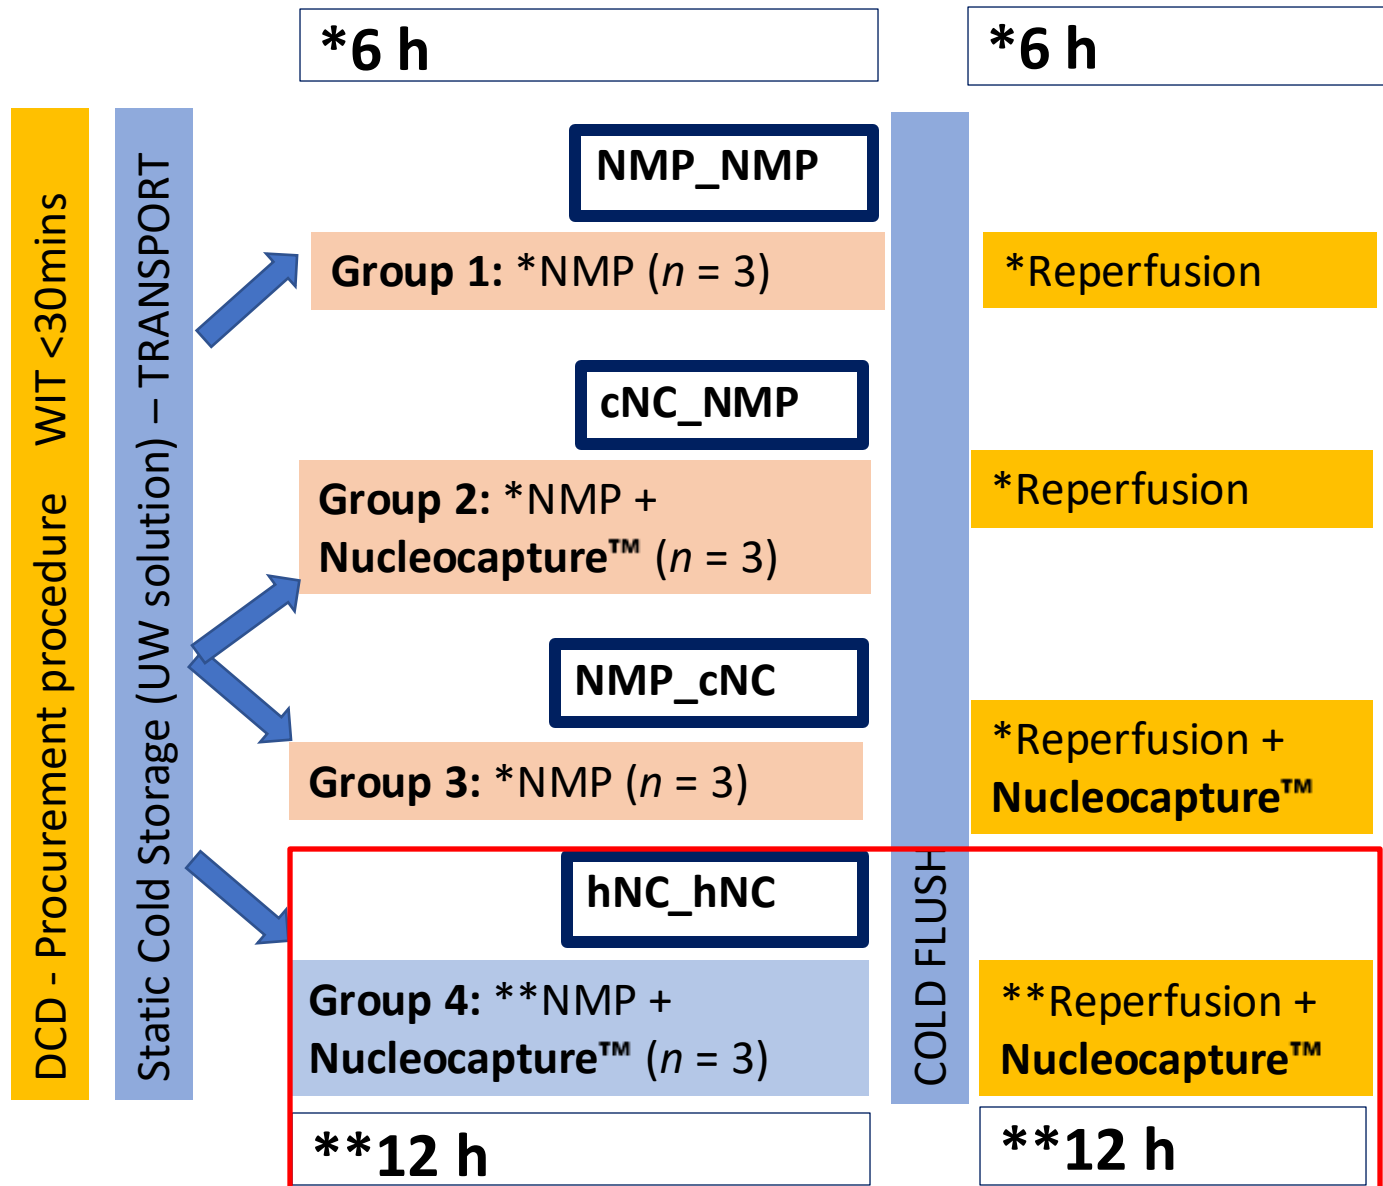 *6 h
*6 h
DCD - Procurement procedure WIT <30mins
Static Cold Storage (UW solution) – TRANSPORT
NMP_NMP
Group 1: *NMP (n = 3)
*Reperfusion
cNC_NMP
Group 2: *NMP +
Nucleocapture™ (n = 3)
*Reperfusion
NMP_cNC
Group 3: *NMP (n = 3)
*Reperfusion +
Nucleocapture™
hNC_hNC
Group 4: **NMP +
Nucleocapture™ (n = 3)
COLD FLUSH
**Reperfusion +
Nucleocapture™
**12 h
**12 h